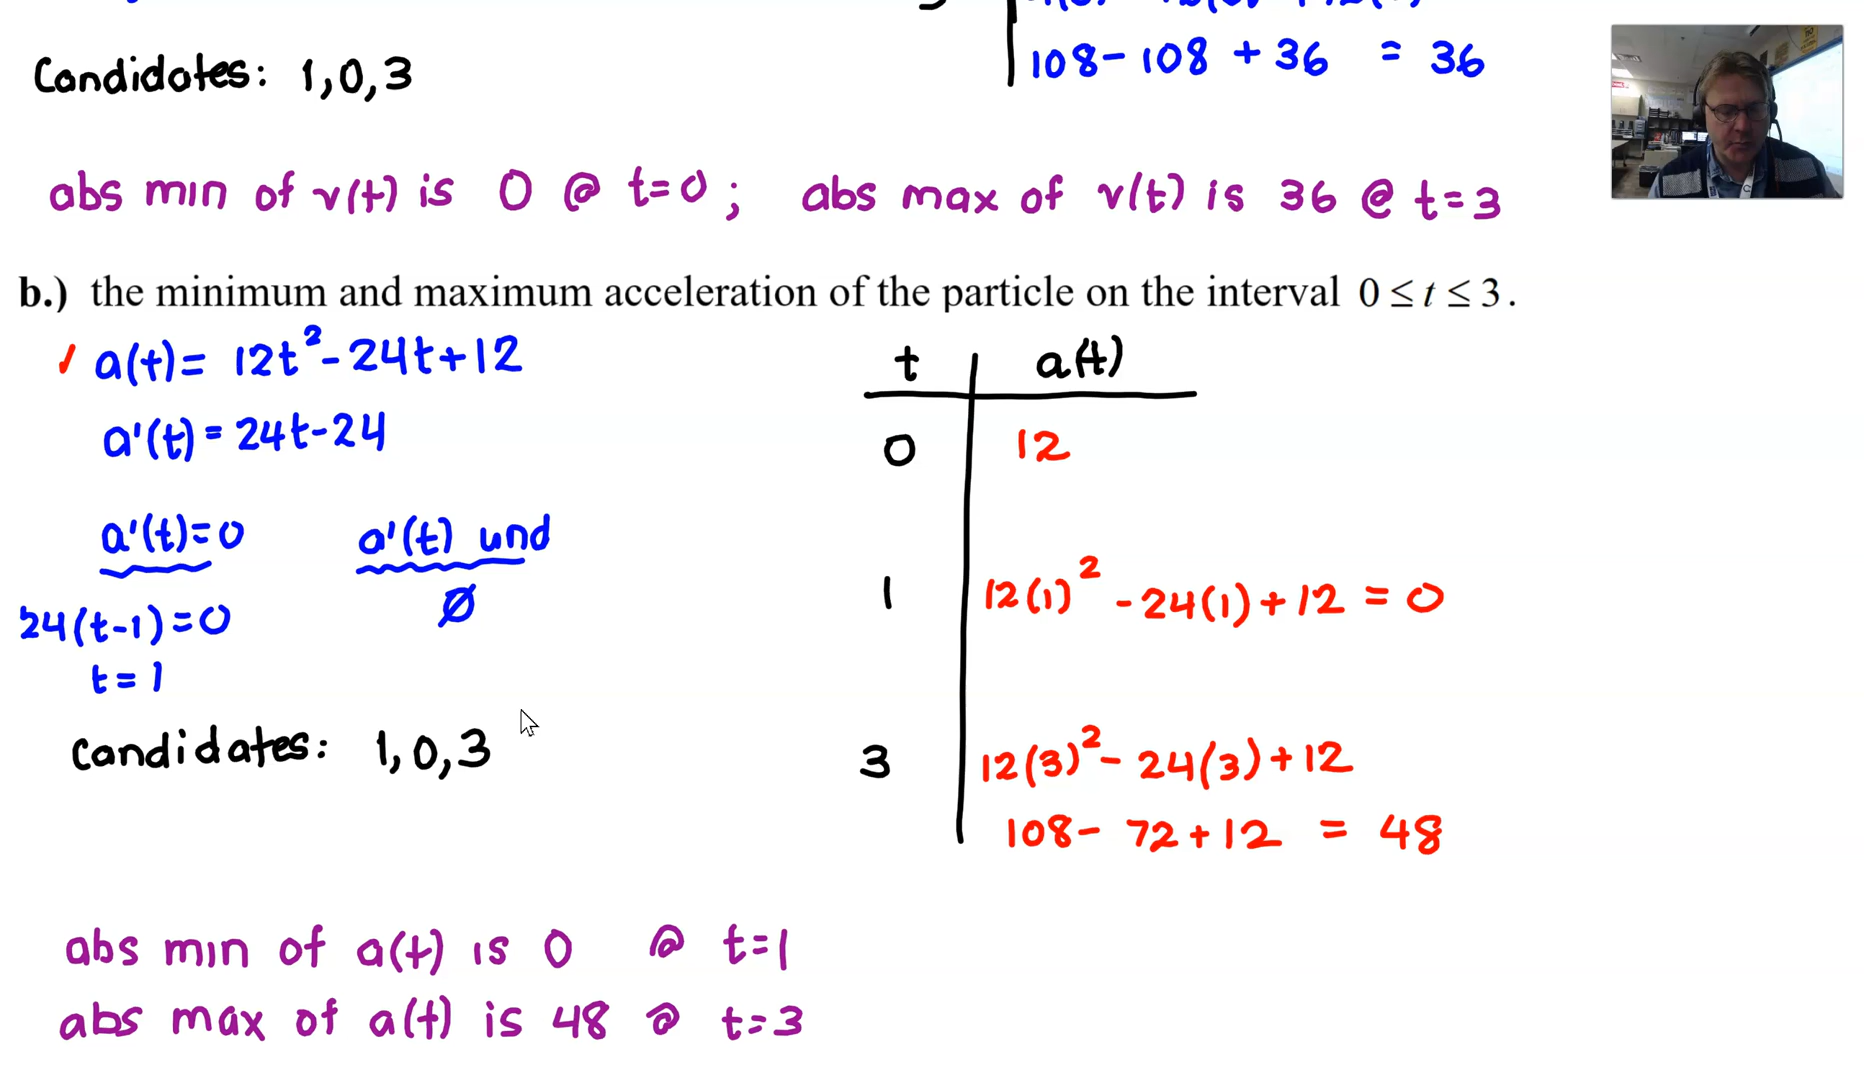 108 - 108 + 36 = 36
Candidates: 1, 0, 3
abs min of v(t) is 0 @ t=0 ; abs max of v(t) is 36 @ t=3
b.) the minimum and maximum acceleration of the particle on the interval 0 ≤ t ≤ 3.
a(t) = 12t² - 24t + 12
a'(t) = 24t - 24
a'(t) = 0 a'(t) und
24(t-1) = 0 Ø
t = 1
Candidates: 1, 0, 3
t a(t)
0 12
1 12(1)² - 24(1) + 12 = 0
3 12(3)² - 24(3) + 12
108 - 72 + 12 = 48
abs min of a(t) is 0 @ t=1
abs max of a(t) is 48 @ t=3